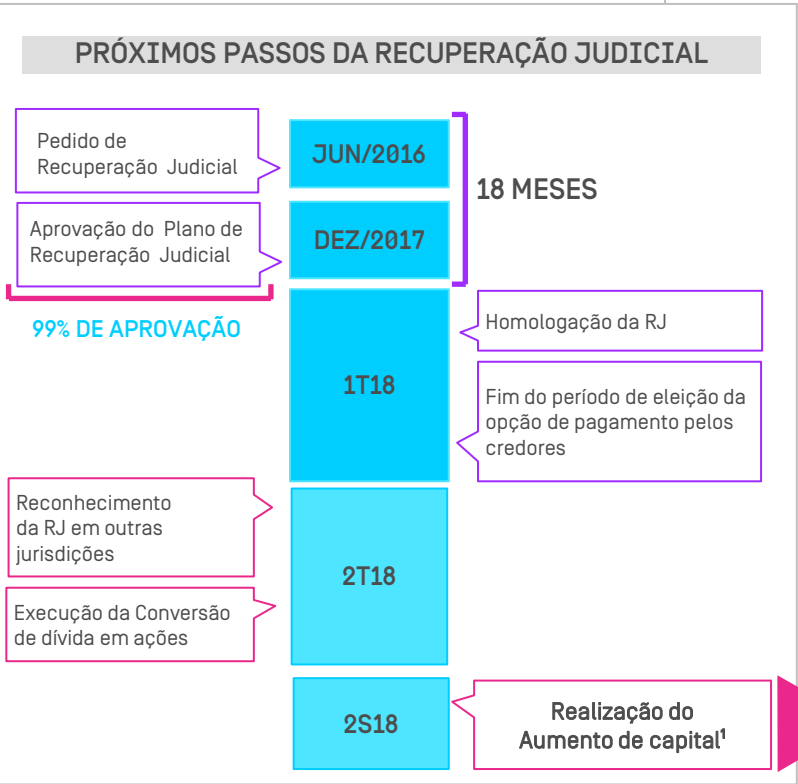 PRÓXIMOS PASSOS DA RECUPERAÇÃO JUDICIAL
Pedido de
Recuperação Judicial
JUN/2016
18 MESES
Aprovação do Plano de
Recuperação Judicial
DEZ/2017
99% DE APROVAÇÃO
1T18
Homologação da RJ
Fim do período de eleição da
opção de pagamento pelos
credores
Reconhecimento
da RJ em outras
jurisdições
2T18
Execução da Conversão
de dívida em ações
2S18
Realização do
Aumento de capital¹